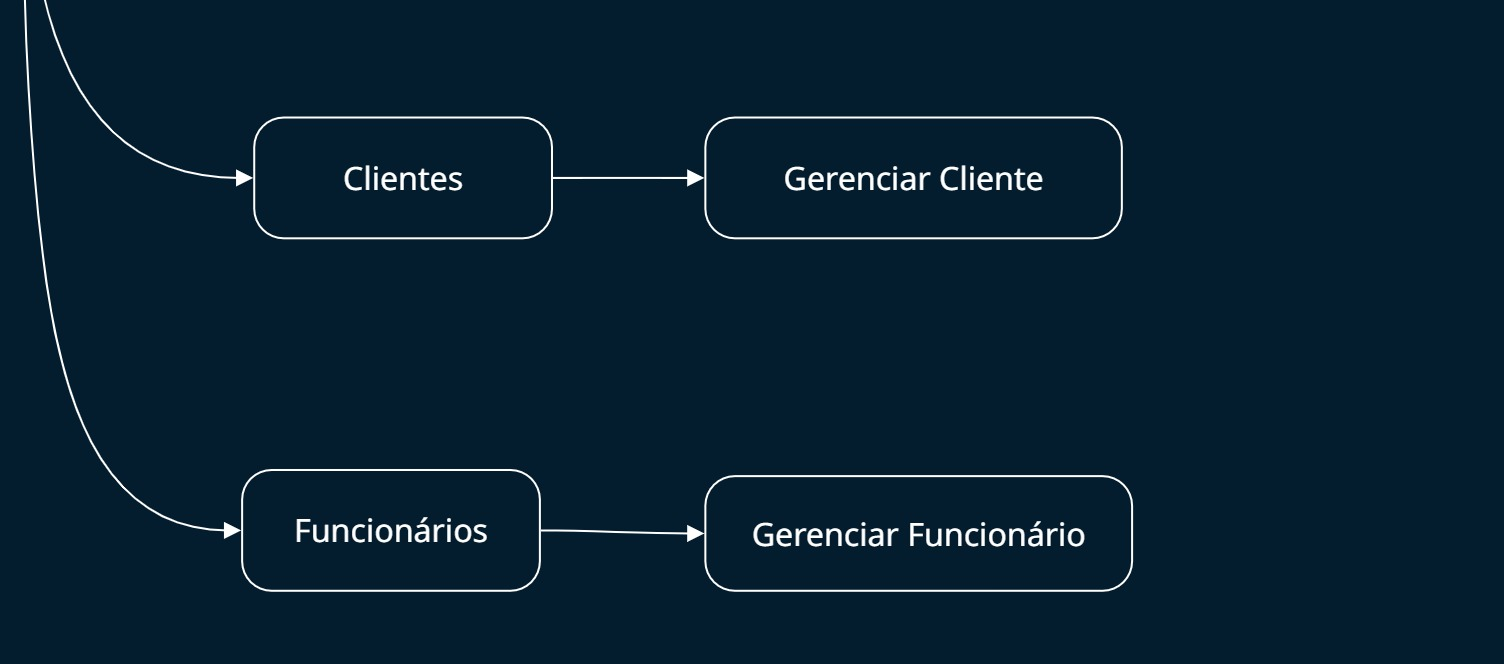 Clientes
Gerenciar Cliente
Funcionários
Gerenciar Funcionário